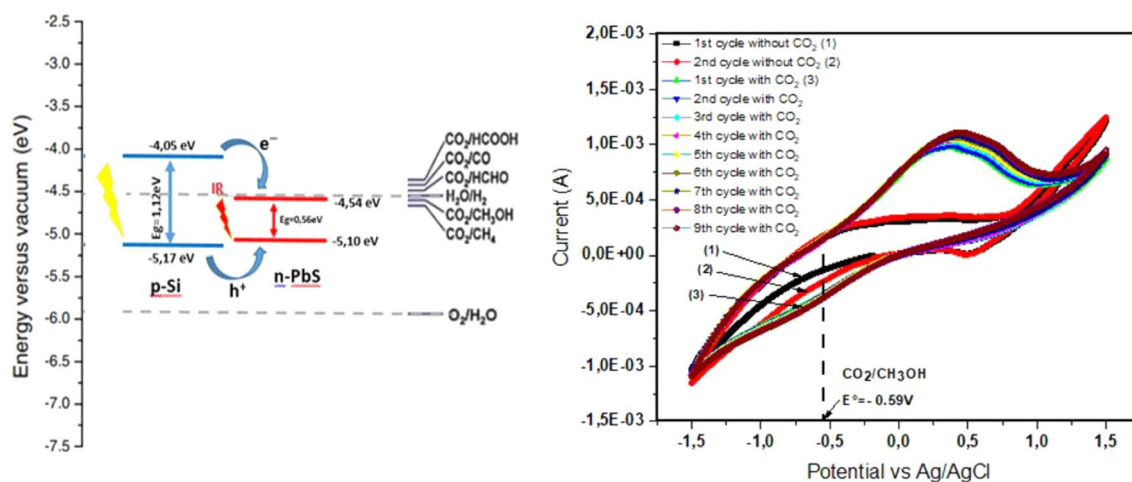 -2.5
-3.0
-3.5
-4.0
-4.5
-5.0
-5.5
-6.0
-6.5
-7.0
-7.5
Energy versus vacuum (eV)
-4,05 eV
e⁻
IR
Eg=1,12eV
Eg=0,56eV
-4,54 eV
-5,10 eV
-5,17 eV
p-Si
h⁺
n-PbS
CO₂/HCOOH
CO₂/CO
CO₂/HCHO
H₂O/H₂
CO₂/CH₃OH
CO₂/CH₄
O₂/H₂O
2,0E-03
1,5E-03
1,0E-03
5,0E-04
0,0E+00
-5,0E-04
-1,0E-03
-1,5E-03
Current (A)
1st cycle without CO₂ (1)
2nd cycle without CO₂ (2)
1st cycle with CO₂ (3)
2nd cycle with CO₂
3rd cycle with CO₂
4th cycle with CO₂
5th cycle with CO₂
6th cycle with CO₂
7th cycle with CO₂
8th cycle with CO₂
9th cycle with CO₂
(1)
(2)
(3)
CO₂/CH₃OH
E°=- 0.59V
-1,5 -1,0 -0,5 0,0 0,5 1,0 1,5
Potential vs Ag/AgCl